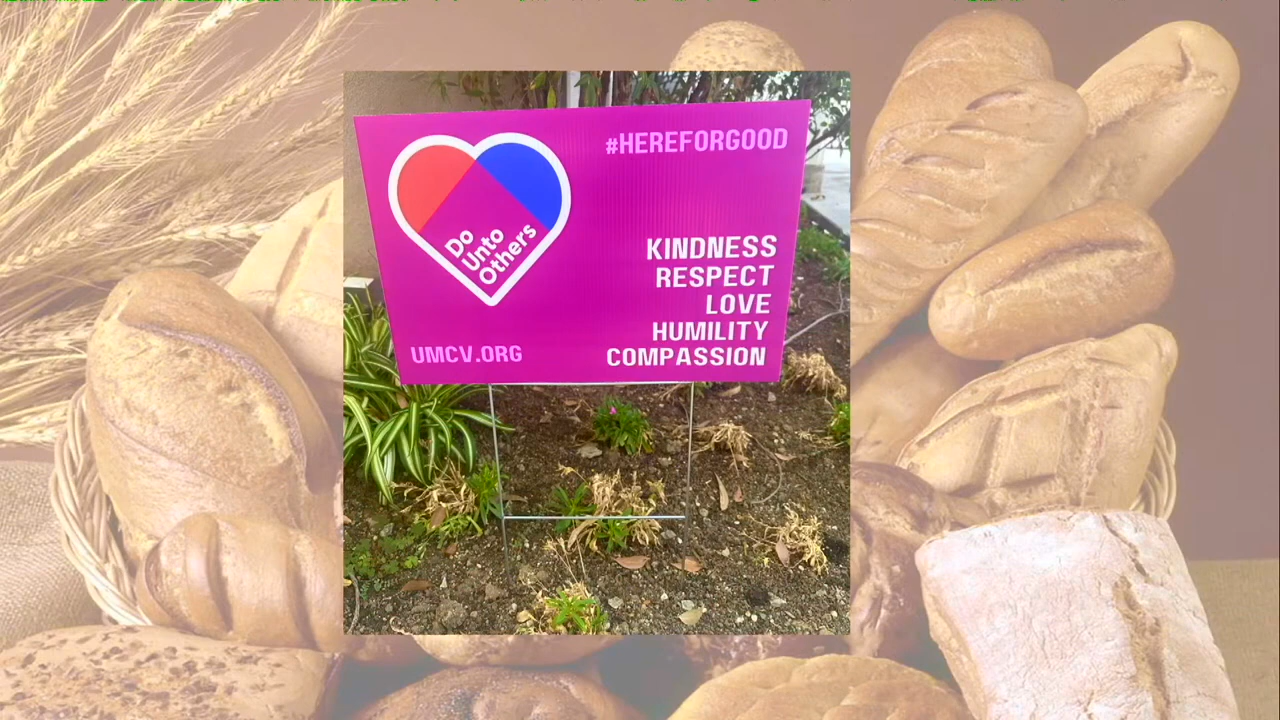 #HEREFORGOOD
Do
Unto
Others
KINDNESS
RESPECT
LOVE
HUMILITY
COMPASSION
UMCV.ORG